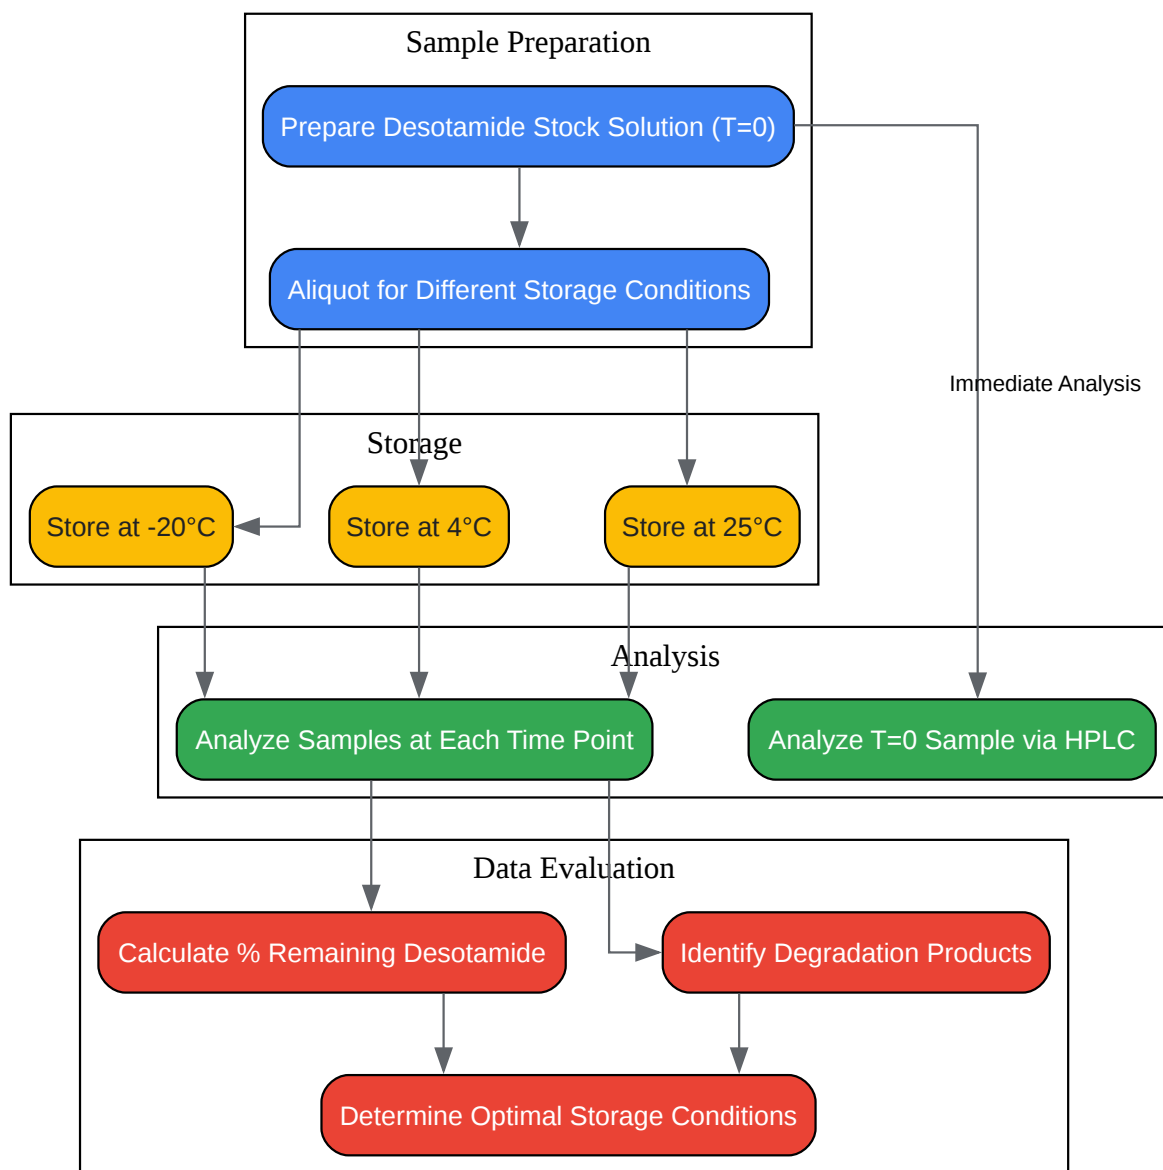 Sample Preparation
Prepare Desotamide Stock Solution (T=0)
Aliquot for Different Storage Conditions
Immediate Analysis
Storage
Store at -20°C
Store at 4°C
Store at 25°C
Analysis
Analyze Samples at Each Time Point
Analyze T=0 Sample via HPLC
Data Evaluation
Calculate % Remaining Desotamide
Identify Degradation Products
Determine Optimal Storage Conditions